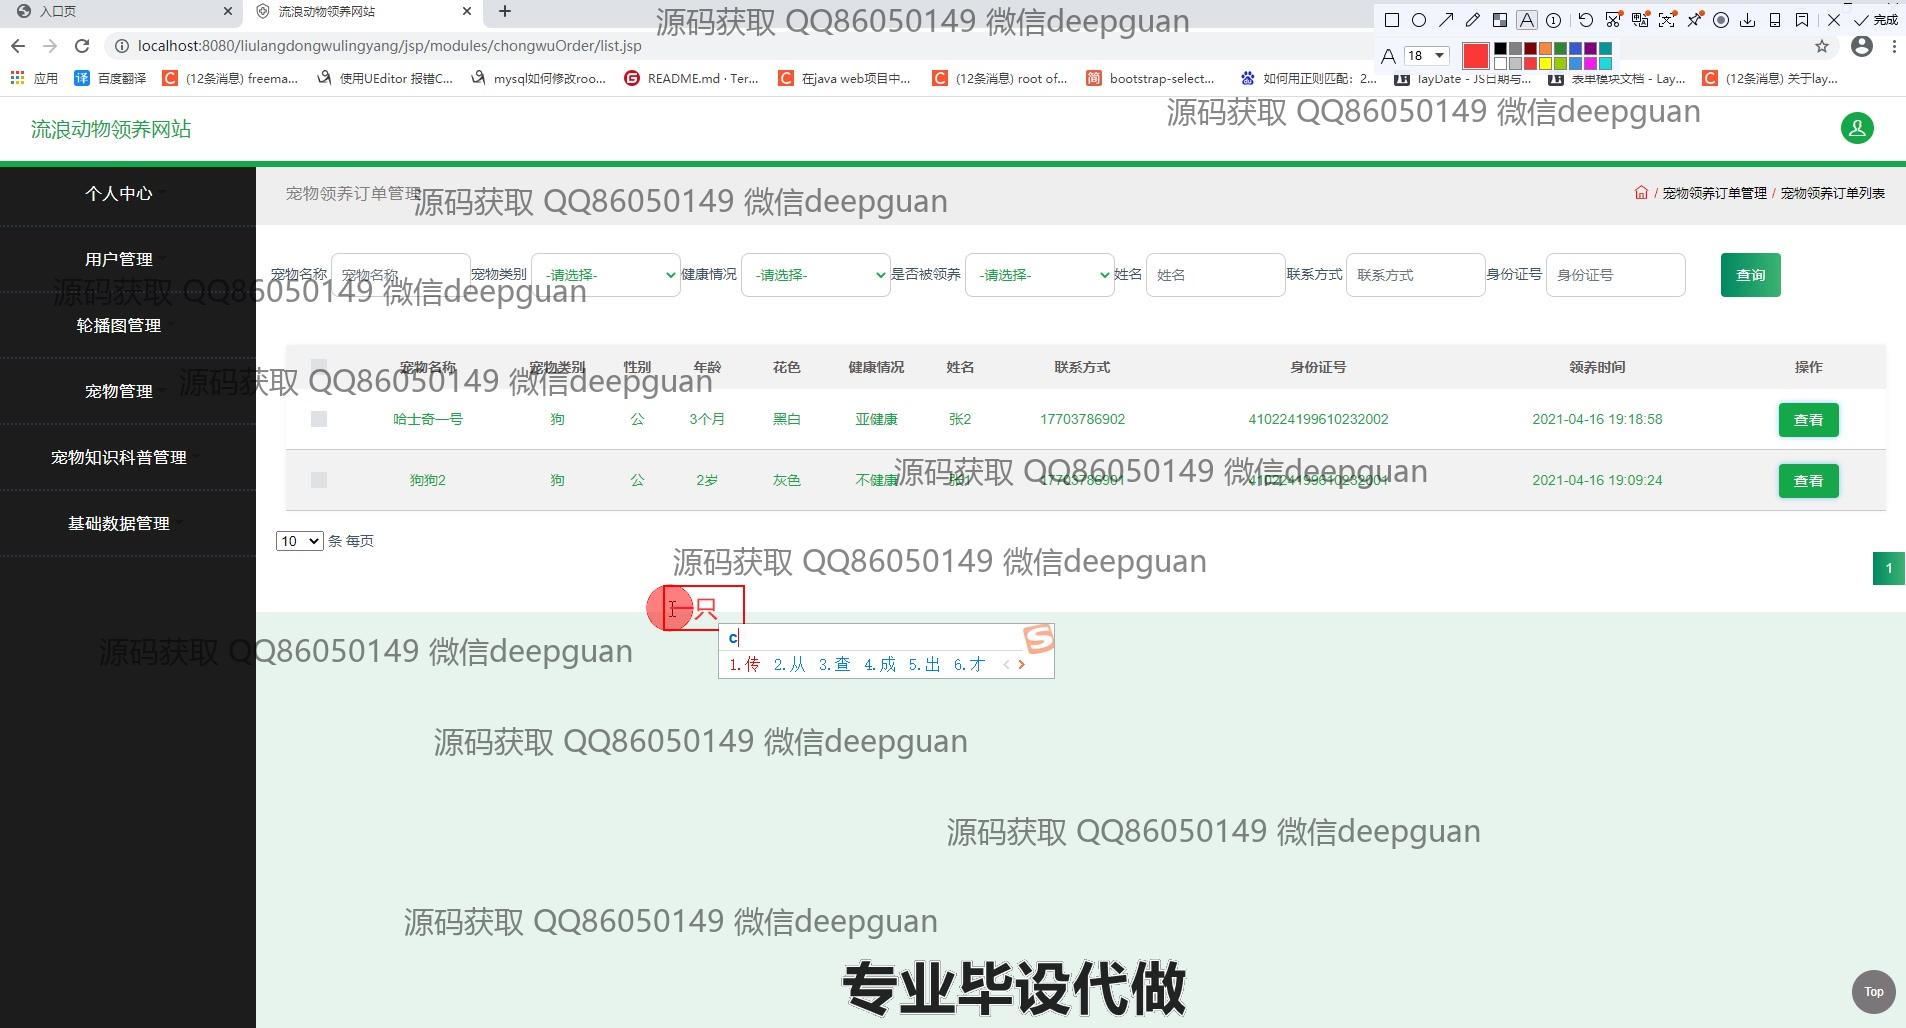 入口页
流浪动物领养网站
源码获取 QQ86050149 微信deepguan
完成
localhost:8080/liulangdongwulingyang/jsp/modules/chongwuOrder/list.jsp
A 18
应用 百度翻译 (12条消息) freema... 使用UEditor 报错C... mysql如何修改roo... README.md · Ter... 在java web项目中... (12条消息) root of... bootstrap-select... 如何用正则匹配：2... layDate - JS日期与... 表单模块文档 - Lay... (12条消息) 关于lay...
源码获取 QQ86050149 微信deepguan
流浪动物领养网站
个人中心
宠物领养订单管理
源码获取 QQ86050149 微信deepguan
/ 宠物领养订单管理 / 宠物领养订单列表
用户管理
宠物名称 宠物名称 宠物类别 -请选择- 健康情况 -请选择- 是否被领养 -请选择- 姓名 姓名 联系方式 联系方式 身份证号 身份证号 查询
源码获取 QQ86050149 微信deepguan
轮播图管理
宠物名称 宠物类别 性别 年龄 花色 健康情况 姓名 联系方式 身份证号 领养时间 操作
源码获取 QQ86050149 微信deepguan
宠物管理
哈士奇一号 狗 公 3个月 黑白 亚健康 张2 17703786902 410224199610232002 2021-04-16 19:18:58 查看
宠物知识科普管理
源码获取 QQ86050149 微信deepguan
狗狗2 狗 公 2岁 灰色 不健康 张1 17703786901 410224199610232001 2021-04-16 19:09:24 查看
基础数据管理
10 条 每页
源码获取 QQ86050149 微信deepguan
1
一只
c
1.传 2.从 3.查 4.成 5.出 6.才
源码获取 QQ86050149 微信deepguan
源码获取 QQ86050149 微信deepguan
源码获取 QQ86050149 微信deepguan
源码获取 QQ86050149 微信deepguan
专业毕设代做
Top